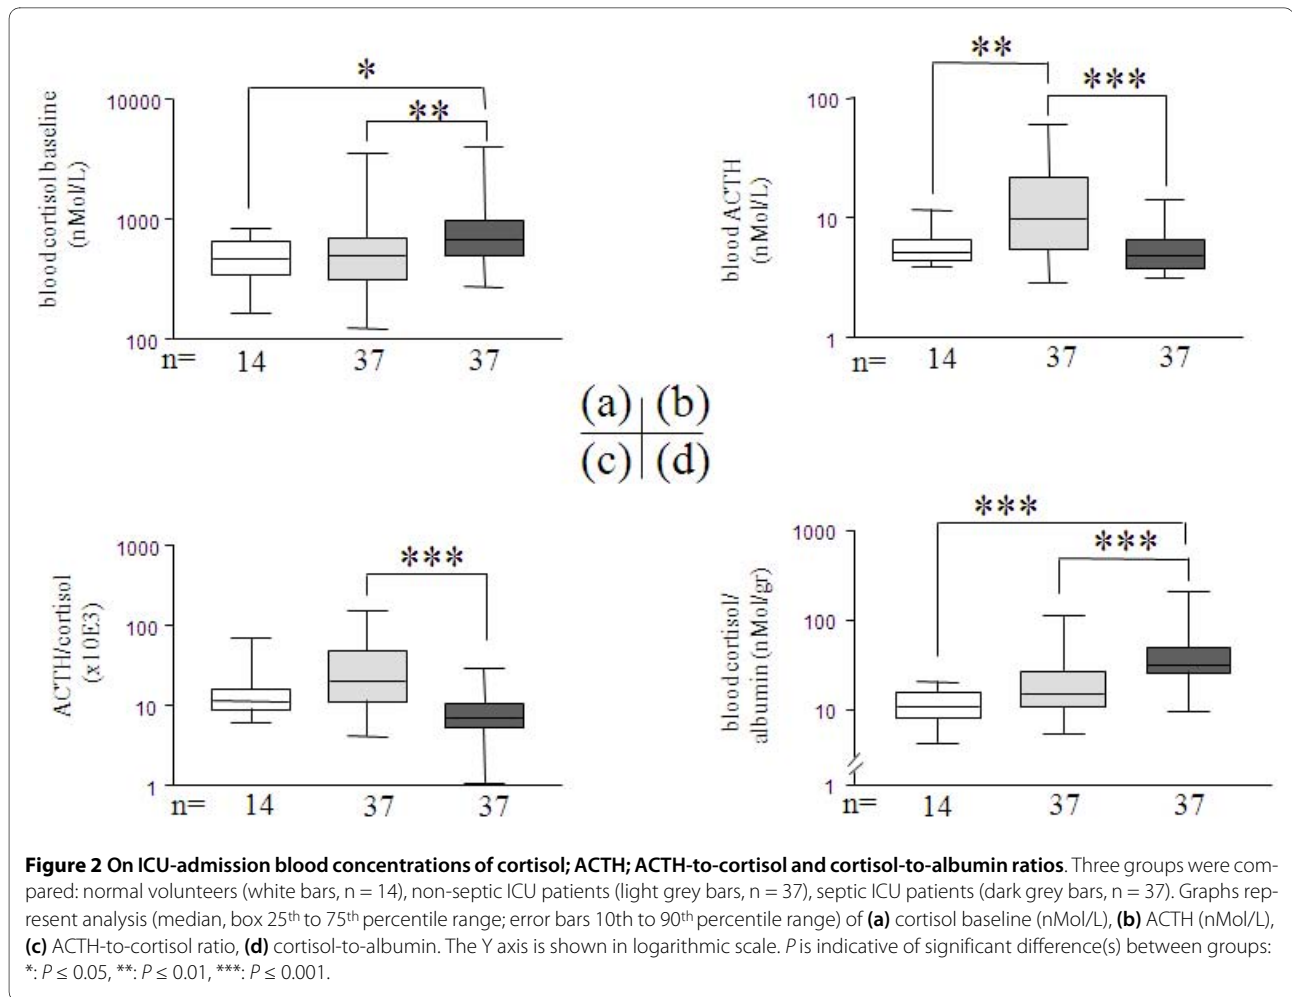 *
**
10000
1000
100
blood cortisol baseline
(nMol/L)
n= 14 37 37
**
***
100
10
1
blood ACTH
(nMol/L)
n= 14 37 37
(a) (b)
(c) (d)
***
1000
100
10
1
ACTH/cortisol
(x10E3)
n= 14 37 37
***
***
1000
100
10
1
blood cortisol/
albumin (nMol/gr)
n= 14 37 37
Figure 2 On ICU-admission blood concentrations of cortisol; ACTH; ACTH-to-cortisol and cortisol-to-albumin ratios. Three groups were com-
pared: normal volunteers (white bars, n = 14), non-septic ICU patients (light grey bars, n = 37), septic ICU patients (dark grey bars, n = 37). Graphs rep-
resent analysis (median, box 25th to 75th percentile range; error bars 10th to 90th percentile range) of (a) cortisol baseline (nMol/L), (b) ACTH (nMol/L),
(c) ACTH-to-cortisol ratio, (d) cortisol-to-albumin. The Y axis is shown in logarithmic scale. P is indicative of significant difference(s) between groups:
*: P ≤ 0.05, **: P ≤ 0.01, ***: P ≤ 0.001.